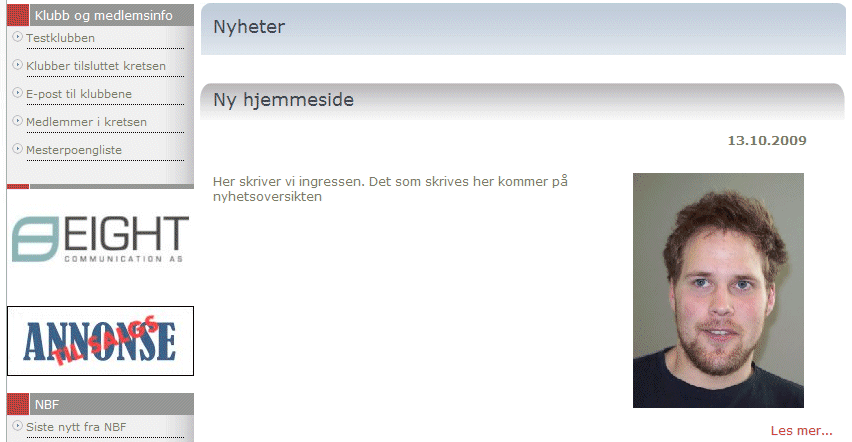 Klubb og medlemsinfo
Testklubben
Klubber tilsluttet kretsen
E-post til klubbene
Medlemmer i kretsen
Mesterpoengliste
EIGHT
COMMUNICATION AS
ANNONSE
TIL SALGS
NBF
Siste nytt fra NBF
Nyheter
Ny hjemmeside
13.10.2009
Her skriver vi ingressen. Det som skrives her kommer på
nyhetsoversikten
Les mer...